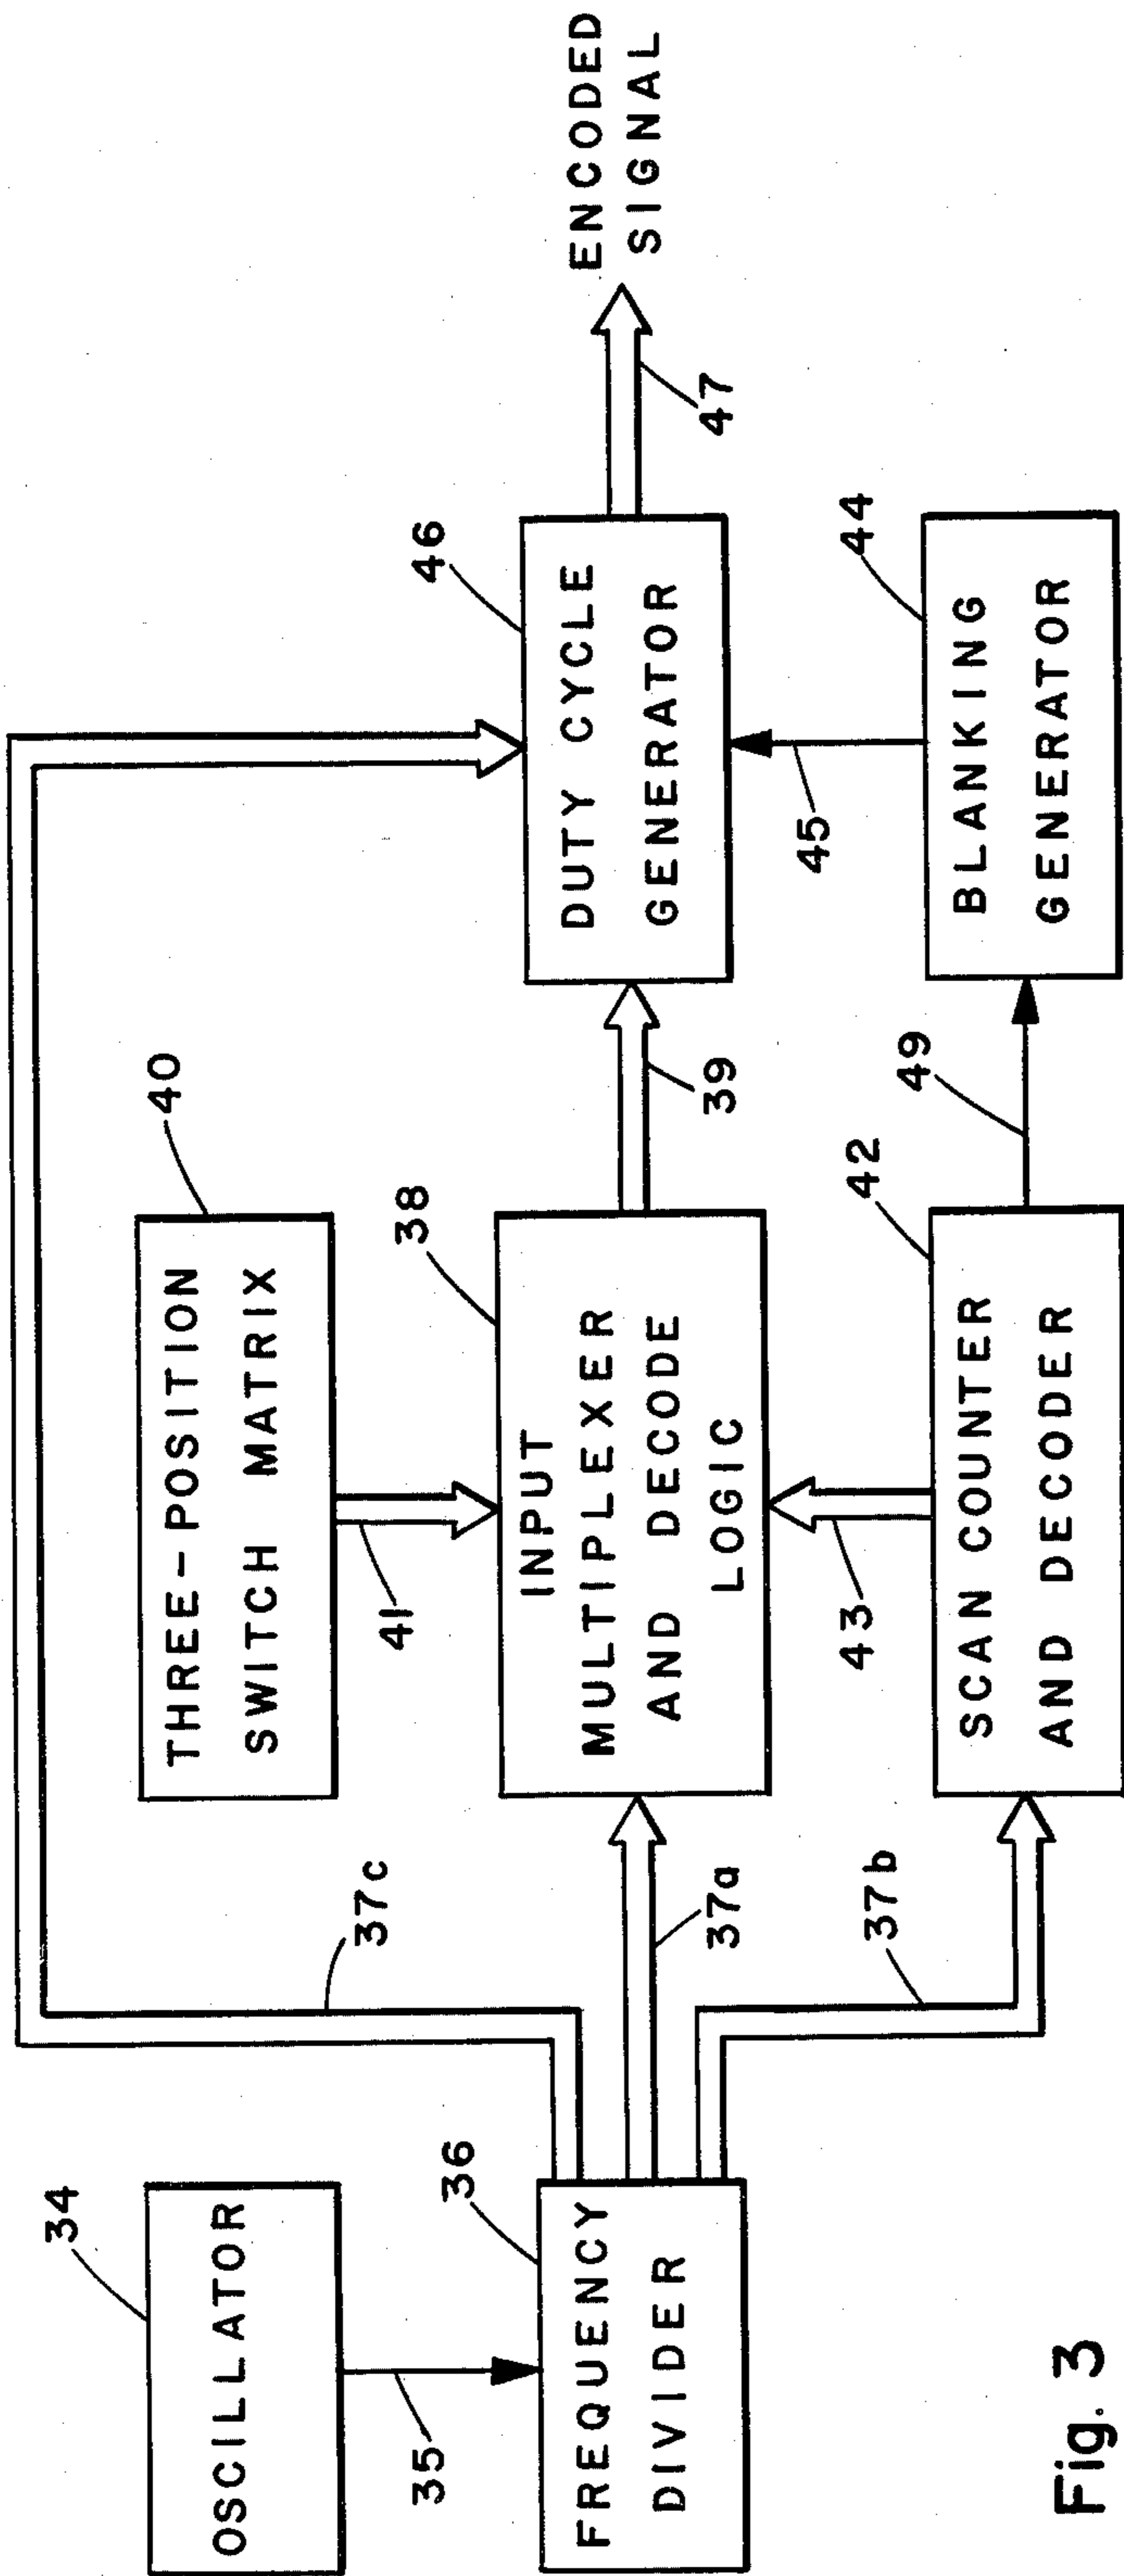 34
OSCILLATOR
35
36
FREQUENCY
DIVIDER
37c
37a
37b
40
THREE-POSITION
SWITCH MATRIX
41
38
INPUT
MULTIPLEXER
AND DECODE
LOGIC
43
42
SCAN COUNTER
AND DECODER
39
49
46
DUTY CYCLE
GENERATOR
45
44
BLANKING
GENERATOR
47
ENCODED
SIGNAL
Fig. 3